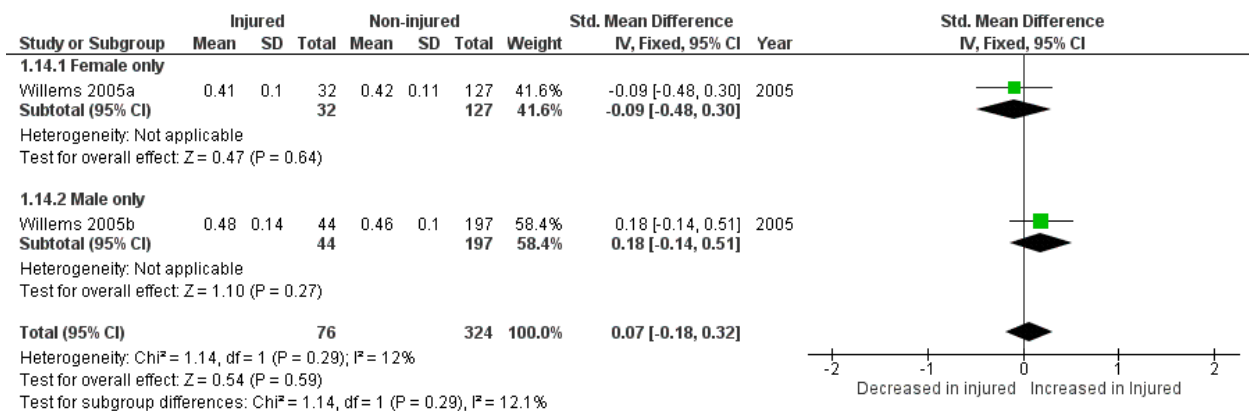 Injured Non-injured Std. Mean Difference Std. Mean Difference
Study or Subgroup Mean SD Total Mean SD Total Weight IV, Fixed, 95% CI Year IV, Fixed, 95% CI
1.14.1 Female only
Willems 2005a 0.41 0.1 32 0.42 0.11 127 41.6% -0.09 [-0.48, 0.30] 2005
Subtotal (95% CI) 32 127 41.6% -0.09 [-0.48, 0.30]
Heterogeneity: Not applicable
Test for overall effect: Z = 0.47 (P = 0.64)
1.14.2 Male only
Willems 2005b 0.48 0.14 44 0.46 0.1 197 58.4% 0.18 [-0.14, 0.51] 2005
Subtotal (95% CI) 44 197 58.4% 0.18 [-0.14, 0.51]
Heterogeneity: Not applicable
Test for overall effect: Z = 1.10 (P = 0.27)
Total (95% CI) 76 324 100.0% 0.07 [-0.18, 0.32]
Heterogeneity: Chi² = 1.14, df = 1 (P = 0.29); I² = 12%
Test for overall effect: Z = 0.54 (P = 0.59)
Test for subgroup differences: Chi² = 1.14, df = 1 (P = 0.29), I² = 12.1%
-2 -1 0 1 2
Decreased in injured Increased in Injured